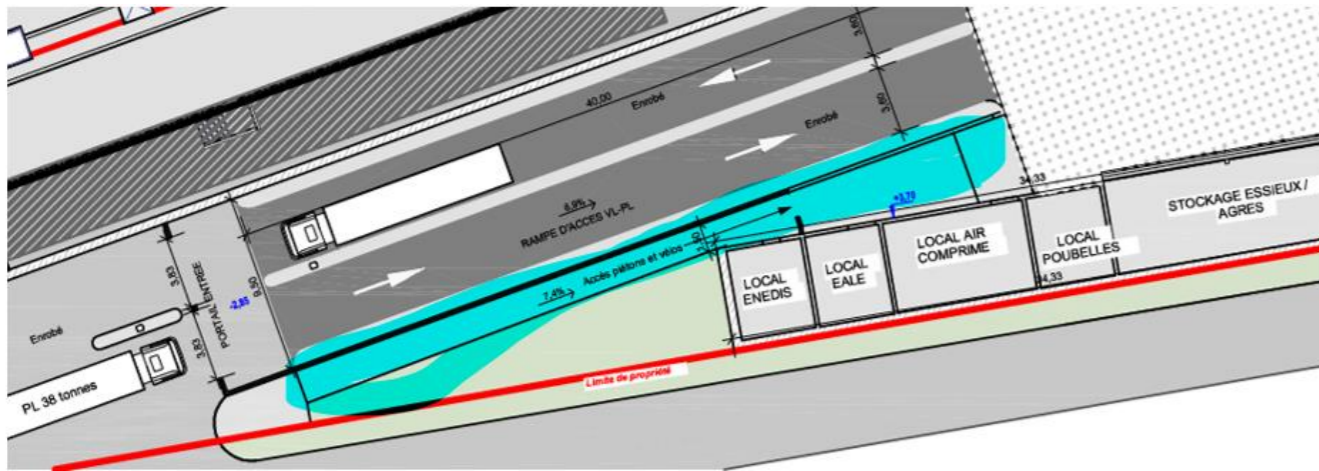 3,60
40,00
Enrobé
3,60
Enrobé
6,9%
RAMPE D'ACCES VL-PL
34,33
+3,70
STOCKAGE ESSIEUX /
AGRES
Accès piétons et vélos
7,4%
LOCAL
ENEDIS
LOCAL
EALE
LOCAL AIR
COMPRIME
LOCAL
POUBELLES
34,33
3,83
PORTAIL ENTREE
-2,85
9,50
Enrobé
3,83
PL 38 tonnes
Limite de propriété